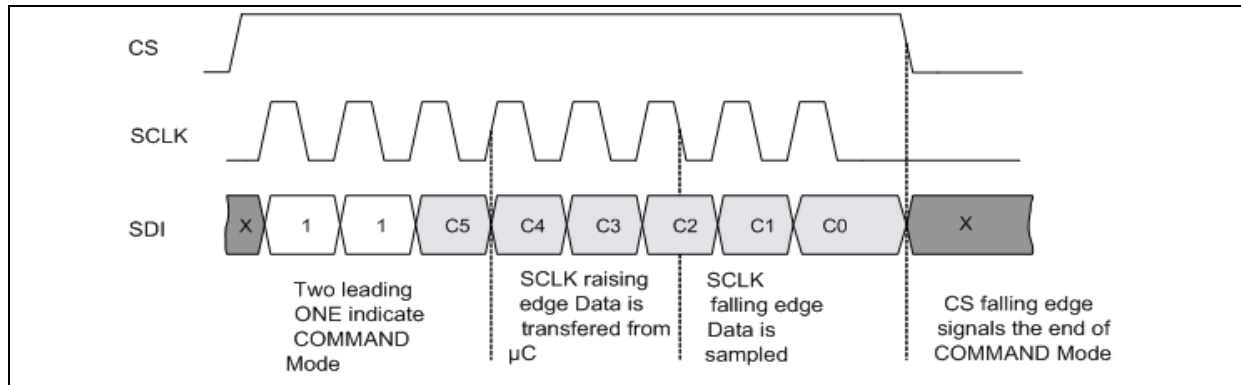 CS
SCLK
SDI
X
1
1
C5
C4
C3
C2
C1
C0
X
Two leading
ONE indicate
COMMAND
Mode
SCLK raising
edge Data is
transfered from
µC
SCLK
falling edge
Data is
sampled
CS falling edge
signals the end of
COMMAND Mode